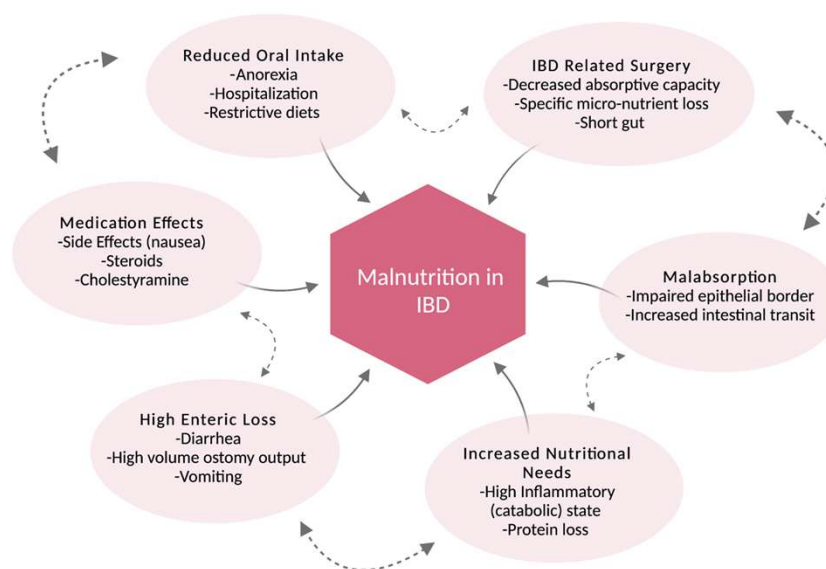 Reduced Oral Intake
-Anorexia
-Hospitalization
-Restrictive diets
IBD Related Surgery
-Decreased absorptive capacity
-Specific micro-nutrient loss
-Short gut
Medication Effects
-Side Effects (nausea)
-Steroids
-Cholestyramine
Malnutrition in
IBD
Malabsorption
-Impaired epithelial border
-Increased intestinal transit
High Enteric Loss
-Diarrhea
-High volume ostomy output
-Vomiting
Increased Nutritional
Needs
-High Inflammatory
(catabolic) state
-Protein loss